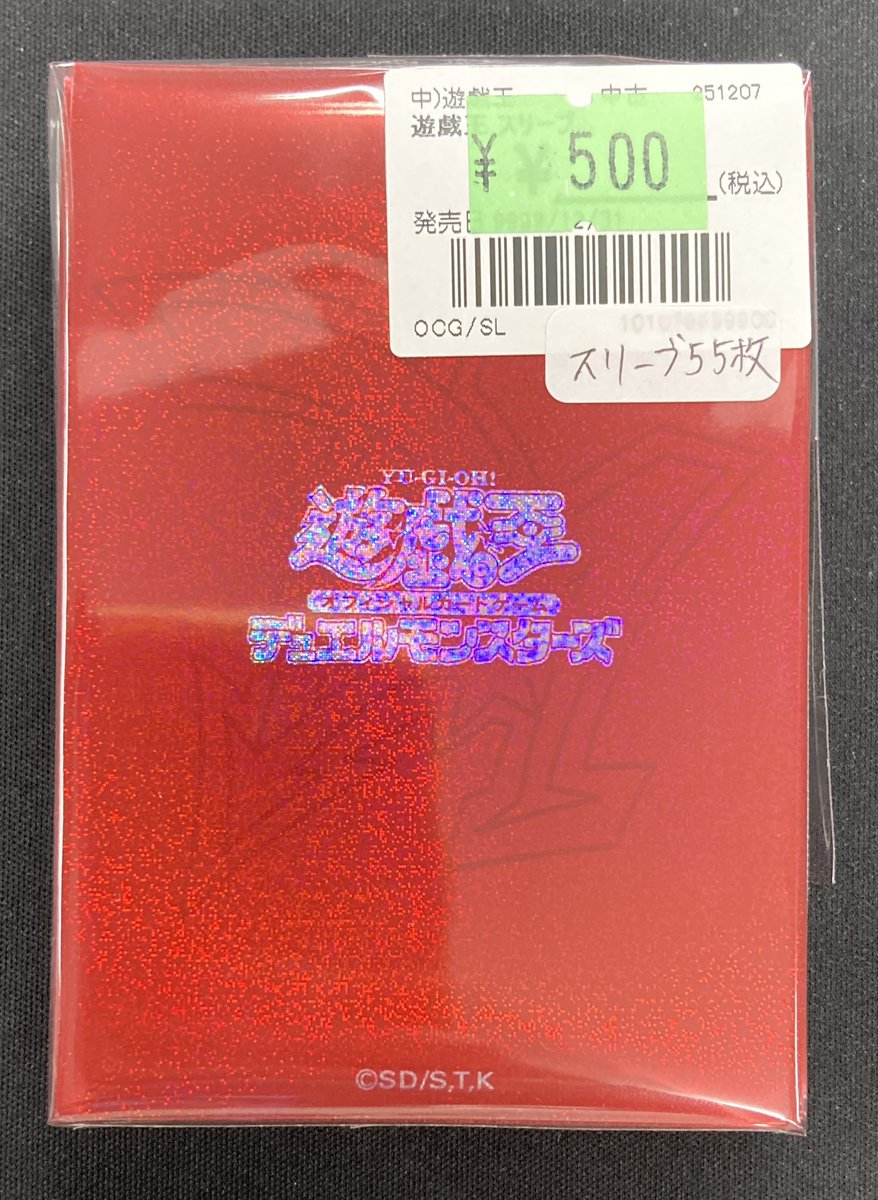 中)遊戯王 中古 251207
遊戯王 スリーブ
¥ 500
(税込)
発売日
OCG/SL
スリーブ55枚
YU-GI-OH!
遊戯王
オフィシャルカードゲーム
デュエルモンスターズ
©SD/S,T,K